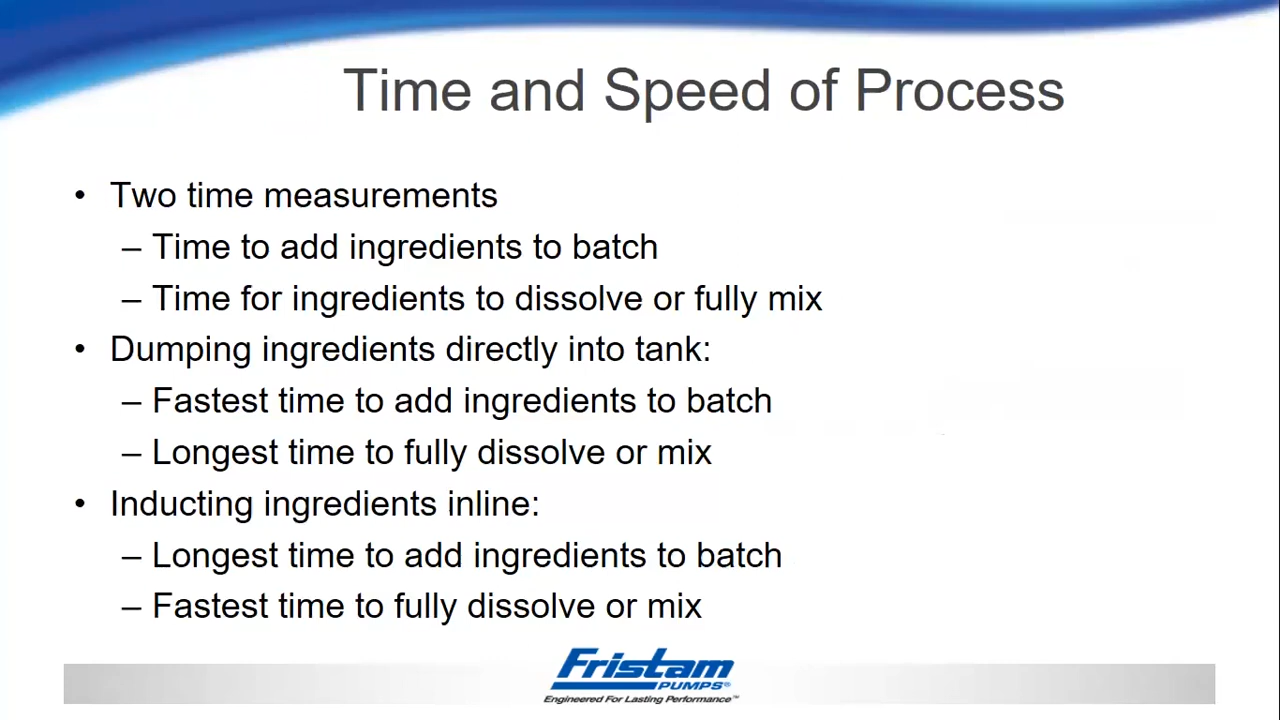 Time and Speed of Process
• Two time measurements
– Time to add ingredients to batch
– Time for ingredients to dissolve or fully mix
• Dumping ingredients directly into tank:
– Fastest time to add ingredients to batch
– Longest time to fully dissolve or mix
• Inducting ingredients inline:
– Longest time to add ingredients to batch
– Fastest time to fully dissolve or mix
Fristam
PUMPS®
Engineered For Lasting Performance™